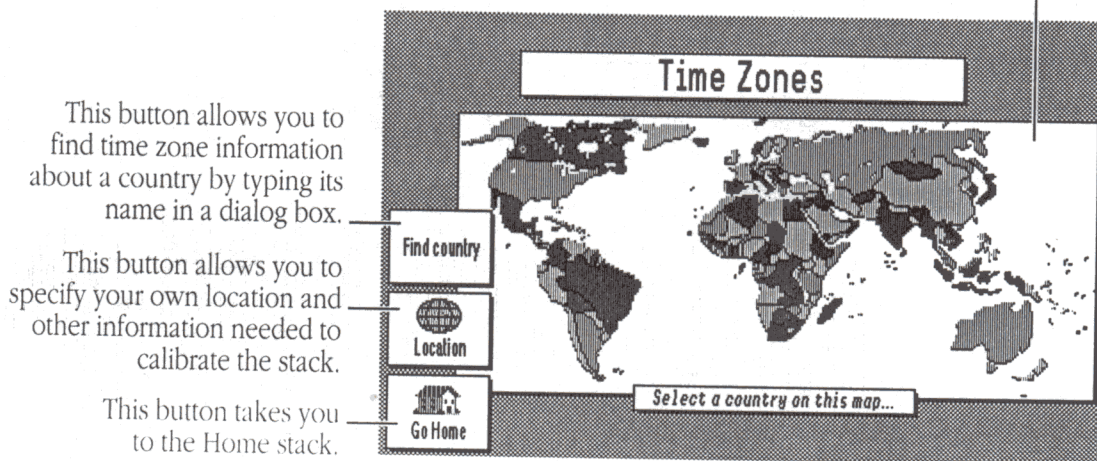 Time Zones
This button allows you to
find time zone information
about a country by typing its
name in a dialog box.
Find country
This button allows you to
specify your own location and
other information needed to
calibrate the stack.
Location
This button takes you
to the Home stack.
Go Home
Select a country on this map...